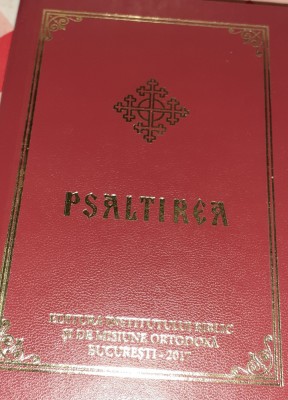 PSALTIREA
EDITURA INSTITUTULUI BIBLIC
ȘI DE MISIUNE ORTODOXĂ
BUCUREȘTI - 2017